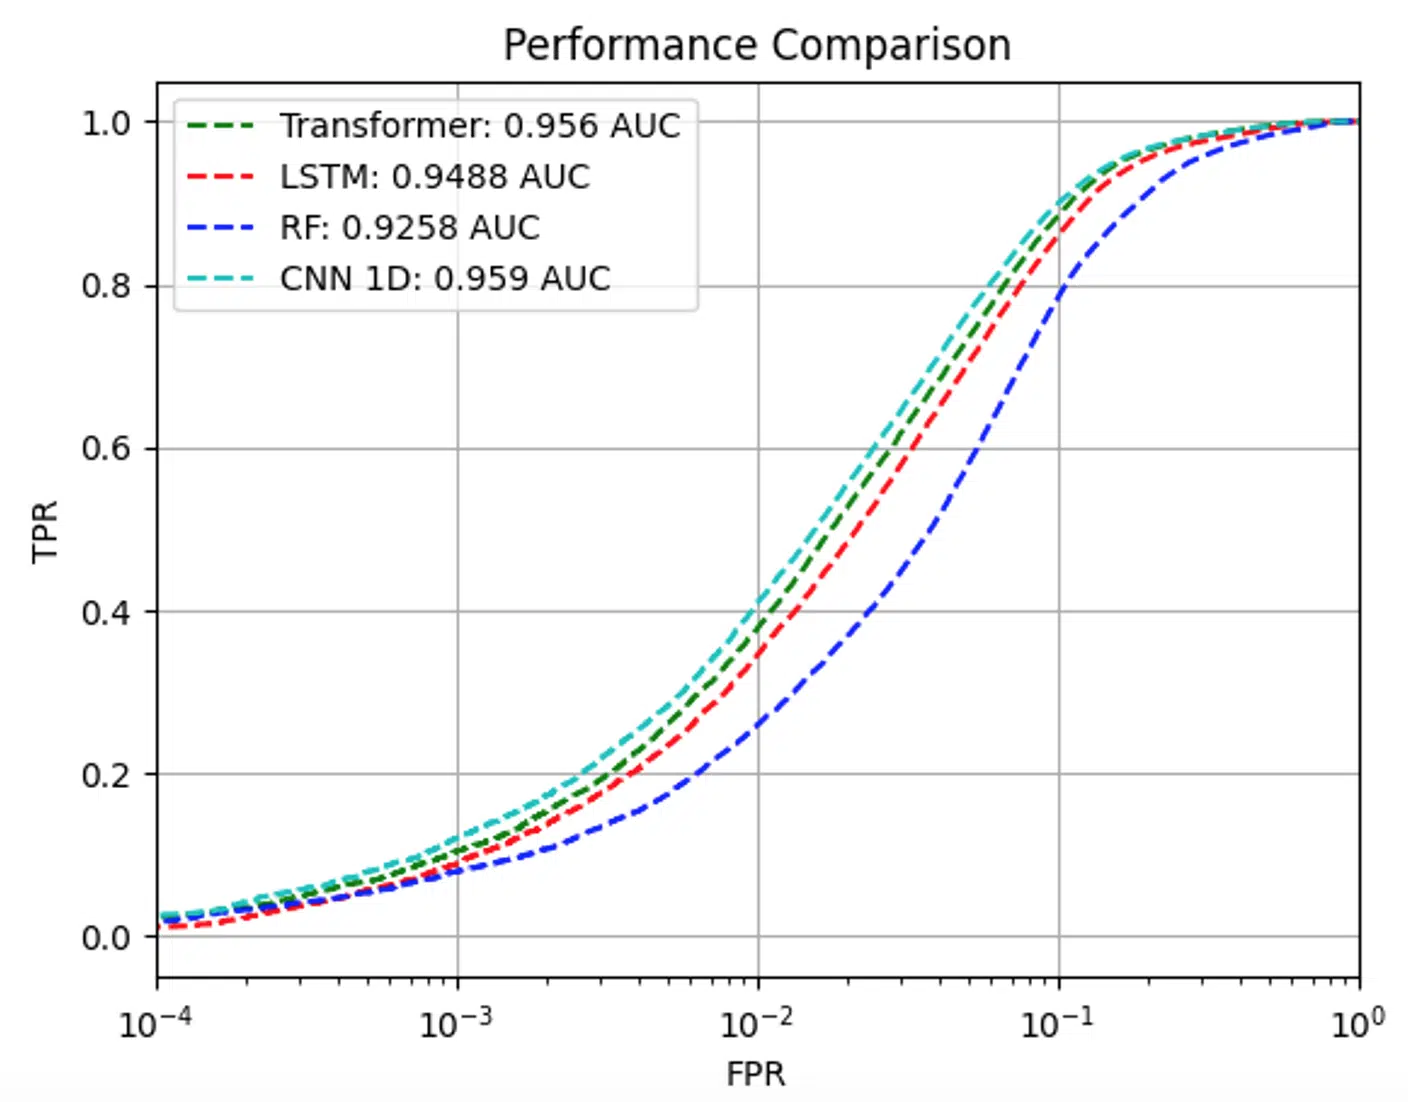 Performance Comparison
Transformer: 0.956 AUC
LSTM: 0.9488 AUC
RF: 0.9258 AUC
CNN 1D: 0.959 AUC
1.0
0.8
0.6
0.4
0.2
0.0
TPR
10⁻⁴ 10⁻³ 10⁻² 10⁻¹ 10⁰
FPR